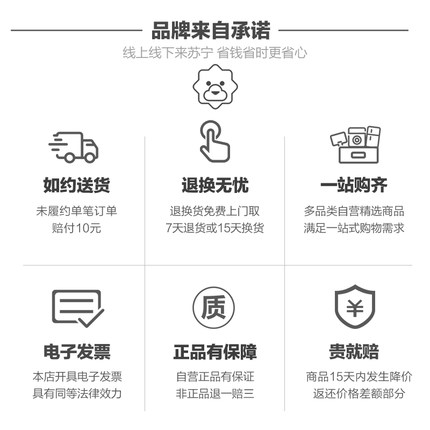 品牌来自承诺
线上线下来苏宁 省钱省时更省心
如约送货
未履约单笔订单
赔付10元
退换无忧
退换货免费上门取
7天退货或15天换货
一站购齐
多品类自营精选商品
满足一站式购物需求
电子发票
本店开具电子发票
具有同等法律效力
质
正品有保障
自营正品有保证
非正品退一赔三
¥
贵就赔
商品15天内发生降价
返还价格差额部分